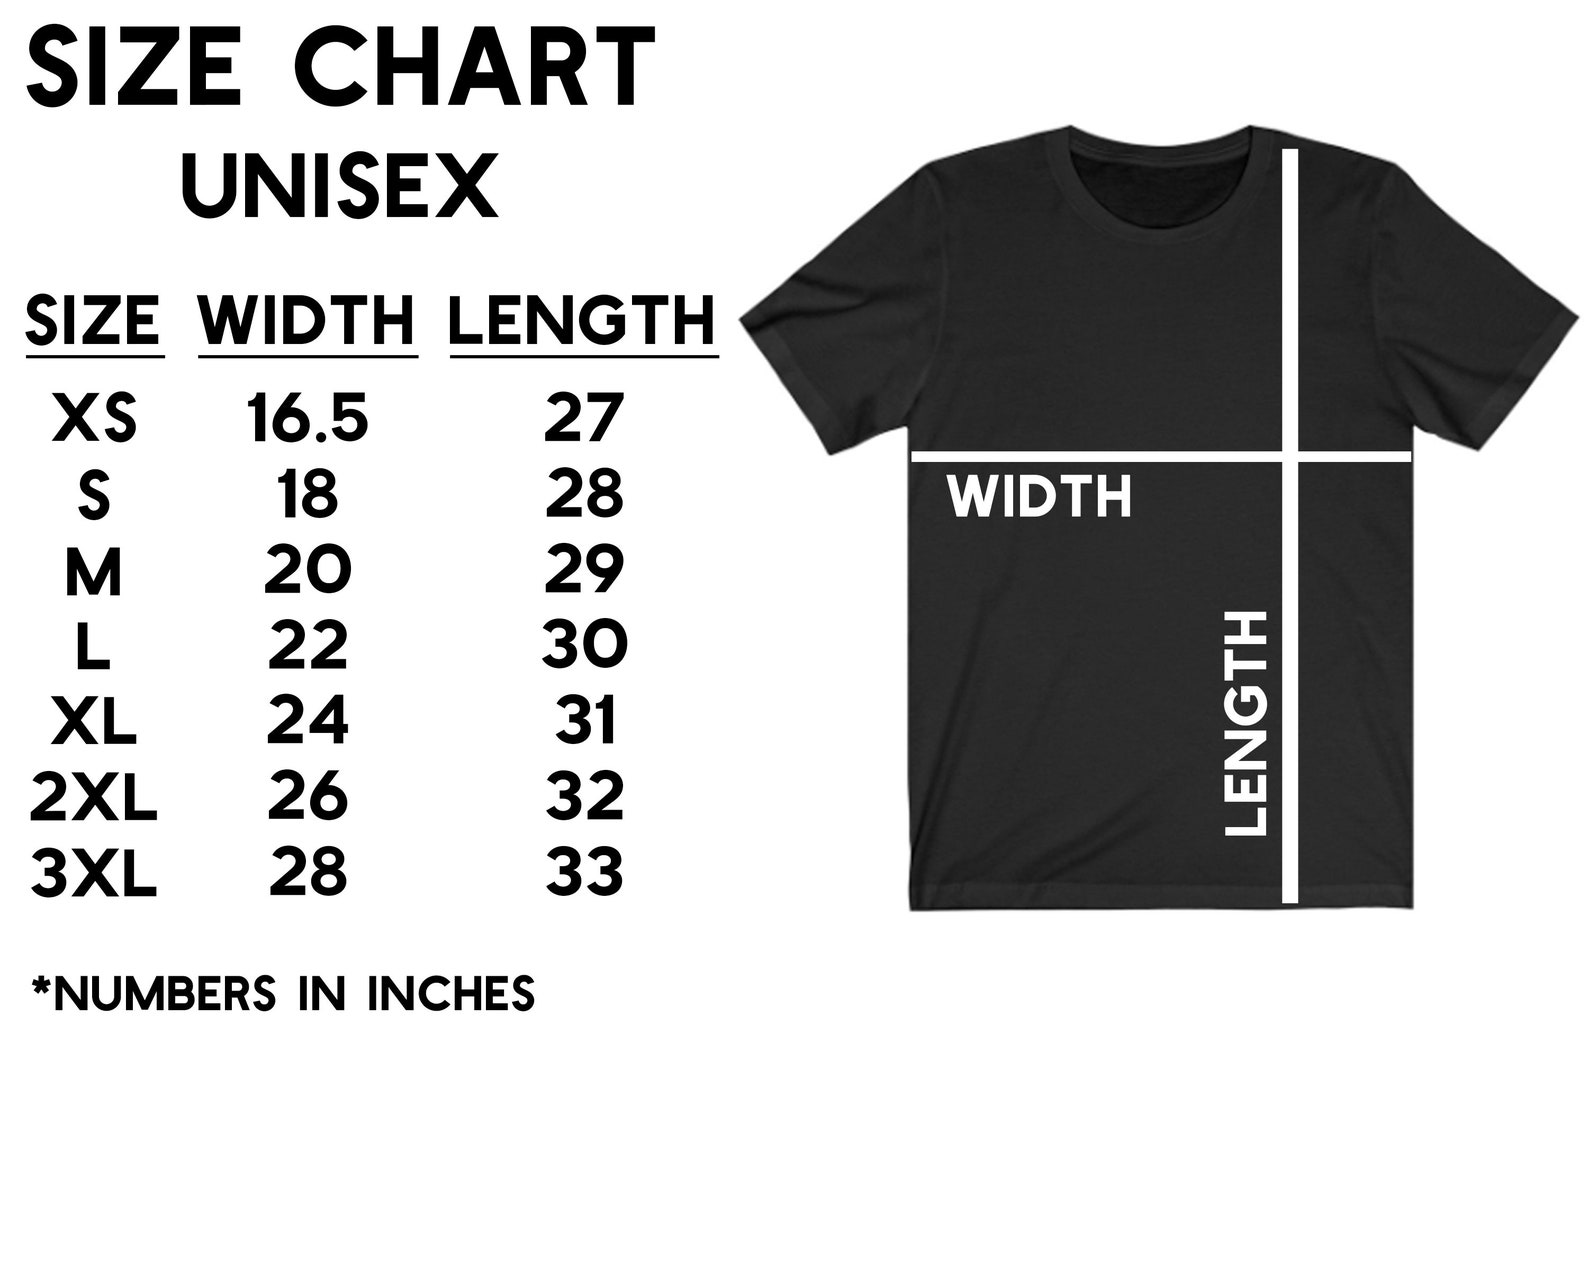 SIZE CHART
UNISEX
SIZE WIDTH LENGTH
XS 16.5 27
S 18 28
M 20 29
L 22 30
XL 24 31
2XL 26 32
3XL 28 33
*NUMBERS IN INCHES
WIDTH
LENGTH